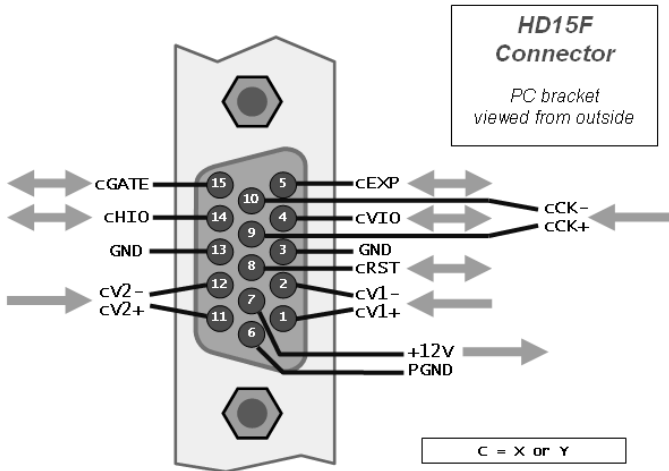 HD15F
Connector
PC bracket
viewed from outside
cGATE
15
5
cEXP
10
cCK-
cHIO
14
4
cVIO
9
cCK+
GND
13
3
GND
8
cRST
cV2-
12
2
cV1-
7
cV2+
11
1
cV1+
6
+12V
PGND
C = X or Y